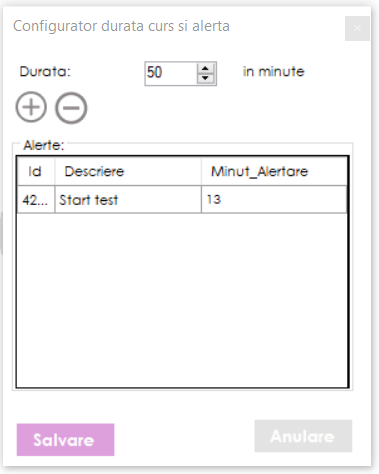 Configurator durata curs si alerta
Durata: 50 in minute
Alerte:
Id Descriere Minut_Alertare
42... Start test 13
Salvare Anulare